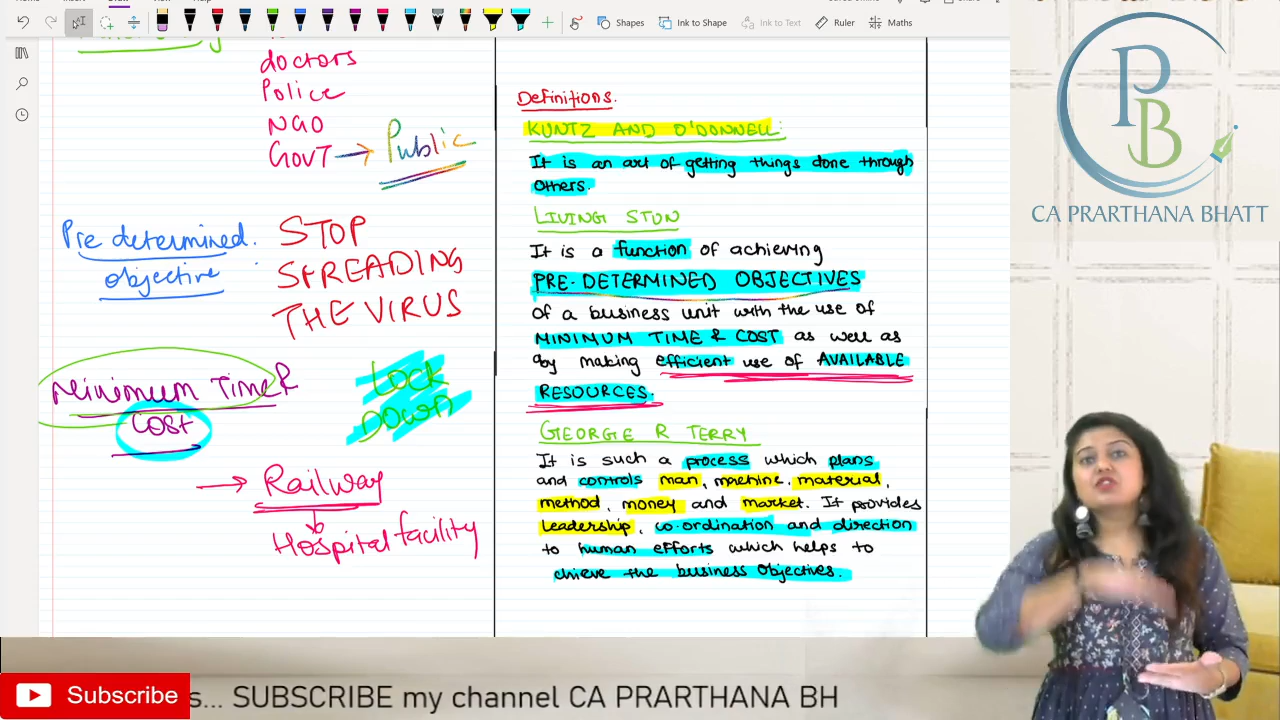 Shapes
Ink to Shape
Ink to Text
Ruler
Maths
doctors
Police
NGO
GOVT → Public
Pre determined
objective
STOP
SPREADING
THE VIRUS
Minimum Time &
Cost
Lock
DOWN
→ Railway
Hospital facility
Definitions.
KUNTZ AND O'DONNELL:
It is an art of getting things done through
others.
LIVING STON
It is a function of achieving
PRE-DETERMINED OBJECTIVES
of a business unit with the use of
MINIMUM TIME & COST as well as
by making efficient use of AVAILABLE
RESOURCES.
GEORGE R TERRY
It is such a process which plans
and controls man, machine, material,
method, money and market. It provides
leadership, co-ordination and direction
to human efforts which helps to
chieve the business objectives.
PB
CA PRARTHANA BHATT
Subscribe
s... SUBSCRIBE my channel CA PRARTHANA BH